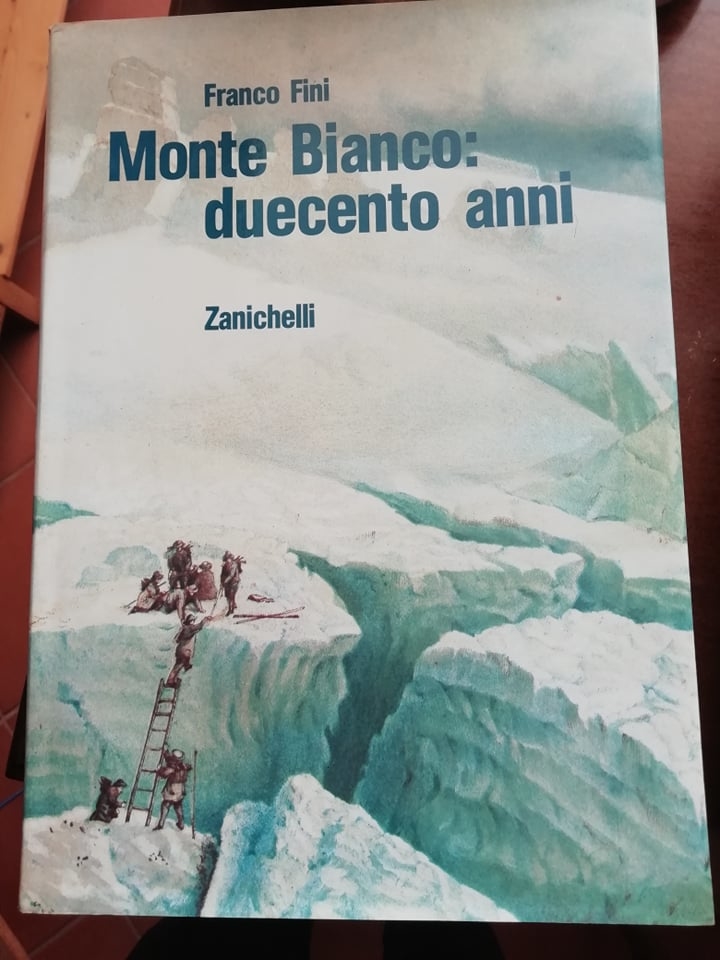 Franco Fini
Monte Bianco:
duecento anni
Zanichelli